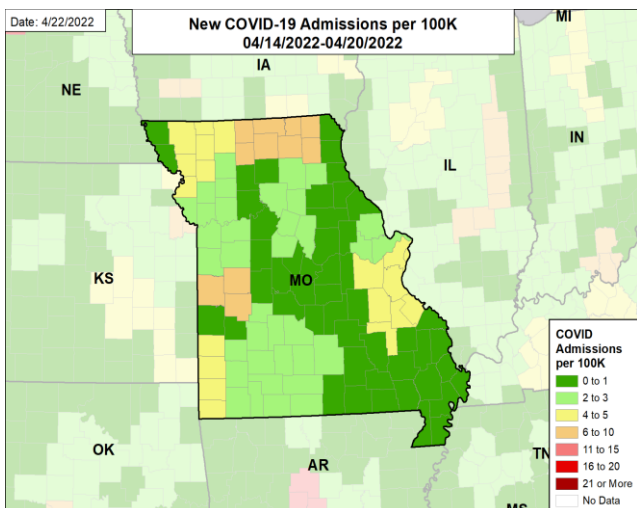 Date: 4/22/2022
New COVID-19 Admissions per 100K
04/14/2022-04/20/2022
MI
IA
NE
IN
IL
KS
MO
OK
AR
TN
MS
COVID
Admissions
per 100K
0 to 1
2 to 3
4 to 5
6 to 10
11 to 15
16 to 20
21 or More
No Data